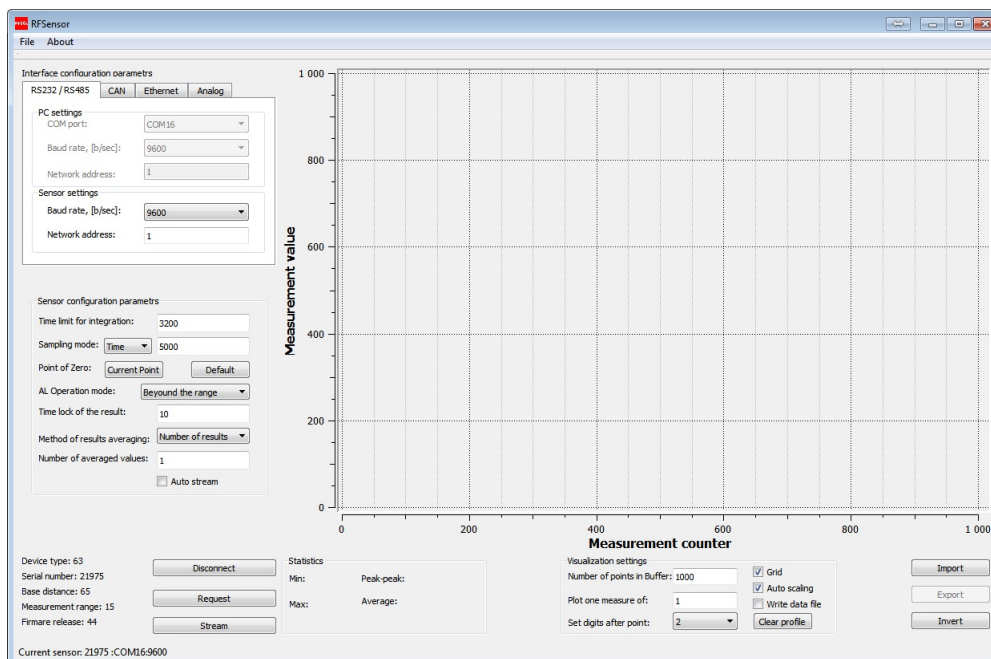 RFSensor
File About
Interface configuration parametrs
RS232 / RS485 CAN Ethernet Analog
PC settings
COM port: COM16
Baud rate, [b/sec]: 9600
Network address: 1
Sensor settings
Baud rate, [b/sec]: 9600
Network address: 1
Sensor configuration parametrs
Time limit for integration: 3200
Sampling mode: Time 5000
Point of Zero: Current Point Default
AL Operation mode: Beyound the range
Time lock of the result: 10
Method of results averaging: Number of results
Number of averaged values: 1
Auto stream
Measurement value
1 000
800
600
400
200
0
0 200 400 600 800 1 000
Measurement counter
Device type: 63
Serial number: 21975
Base distance: 65
Measurement range: 15
Firmare release: 44
Disconnect
Request
Stream
Statistics
Min: Peak-peak:
Max: Average:
Visualization settings
Number of points in Buffer: 1000
Plot one measure of: 1
Set digits after point: 2
Grid
Auto scaling
Write data file
Clear profile
Import
Export
Invert
Current sensor: 21975 :COM16:9600